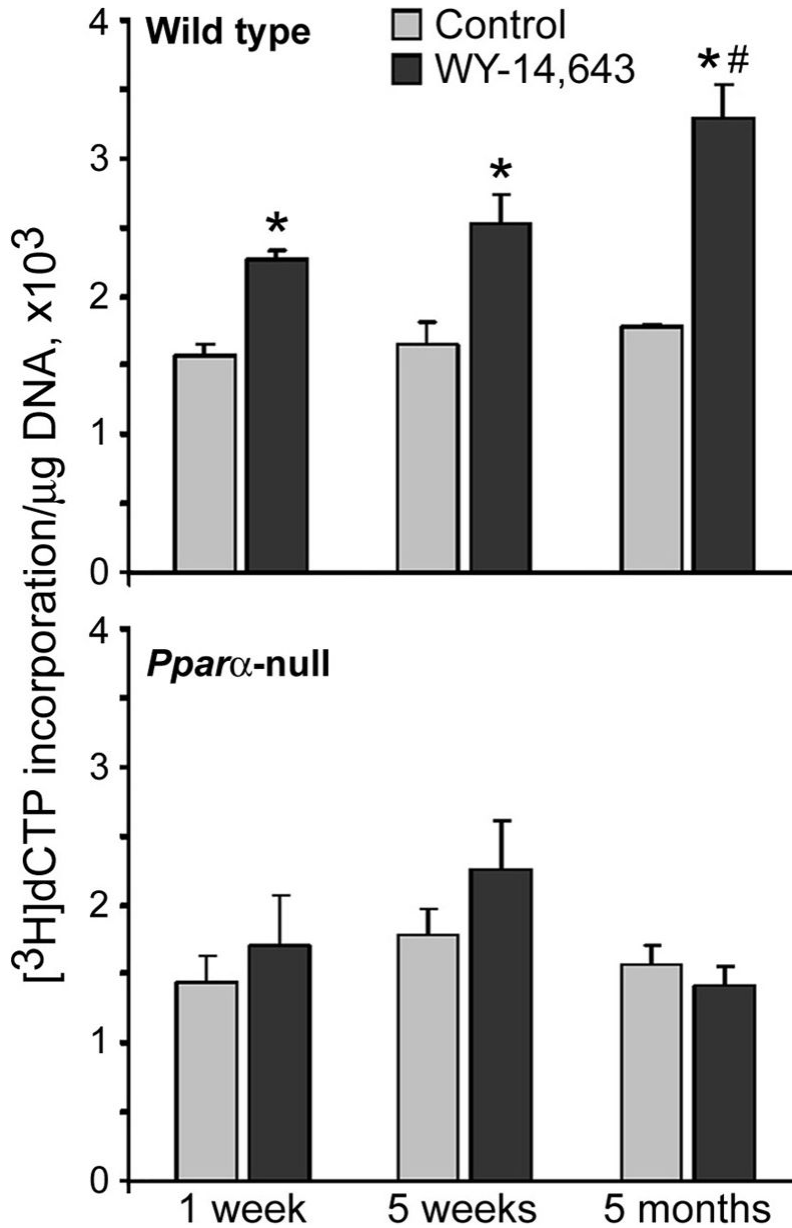 [³H]dCTP incorporation/μg DNA, x10³
Wild type
Control
WY-14,643
4
3
2
1
0
*
*
*#
Pparα-null
4
3
2
1
0
1 week 5 weeks 5 months